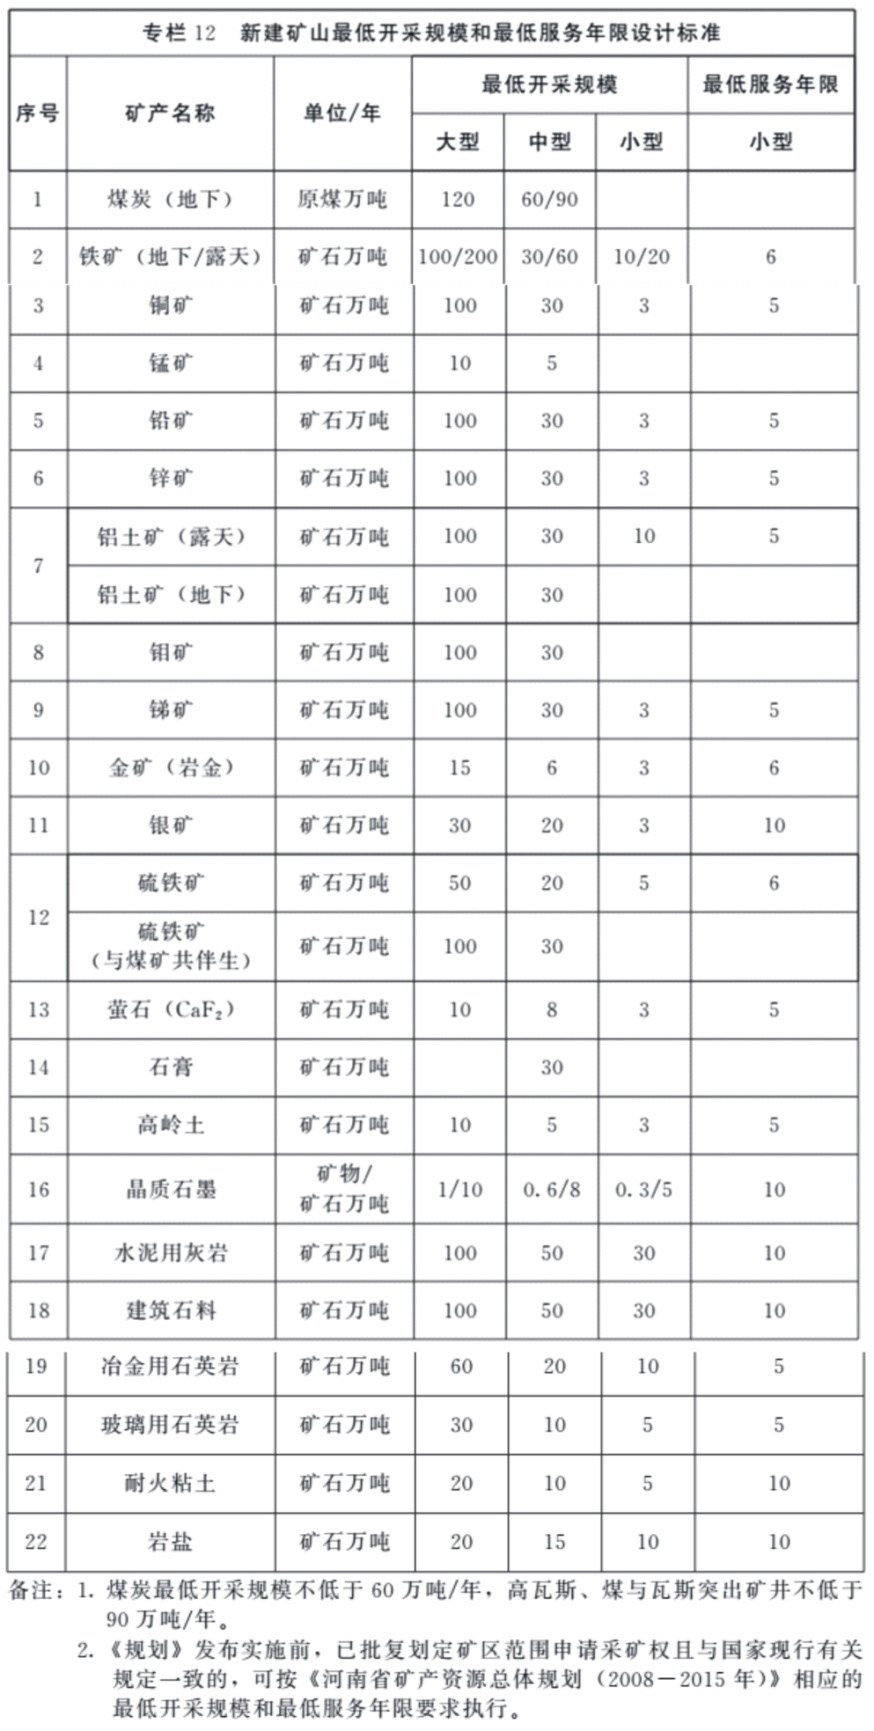 专栏 12 新建矿山最低开采规模和最低服务年限设计标准
序号 矿产名称 单位/年 最低开采规模 最低服务年限
大型 中型 小型 小型
1 煤炭（地下） 原煤万吨 120 60/90
2 铁矿（地下/露天） 矿石万吨 100/200 30/60 10/20 6
3 铜矿 矿石万吨 100 30 3 5
4 锰矿 矿石万吨 10 5
5 铅矿 矿石万吨 100 30 3 5
6 锌矿 矿石万吨 100 30 3 5
7 铝土矿（露天） 矿石万吨 100 30 10 5
铝土矿（地下） 矿石万吨 100 30
8 钼矿 矿石万吨 100 30
9 锑矿 矿石万吨 100 30 3 5
10 金矿（岩金） 矿石万吨 15 6 3 6
11 银矿 矿石万吨 30 20 3 10
12 硫铁矿 矿石万吨 50 20 5 6
硫铁矿
（与煤矿共伴生） 矿石万吨 100 30
13 萤石（CaF₂） 矿石万吨 10 8 3 5
14 石膏 矿石万吨 30
15 高岭土 矿石万吨 10 5 3 5
16 晶质石墨 矿物/
矿石万吨 1/10 0.6/8 0.3/5 10
17 水泥用灰岩 矿石万吨 100 50 30 10
18 建筑石料 矿石万吨 100 50 30 10
19 冶金用石英岩 矿石万吨 60 20 10 5
20 玻璃用石英岩 矿石万吨 30 10 5 5
21 耐火粘土 矿石万吨 20 10 5 10
22 岩盐 矿石万吨 20 15 10 10
备注：1. 煤炭最低开采规模不低于 60 万吨/年，高瓦斯、煤与瓦斯突出矿井不低于
90 万吨/年。
2.《规划》发布实施前，已批复划定矿区范围申请采矿权且与国家现行有关
规定一致的，可按《河南省矿产资源总体规划（2008－2015 年）》相应的
最低开采规模和最低服务年限要求执行。